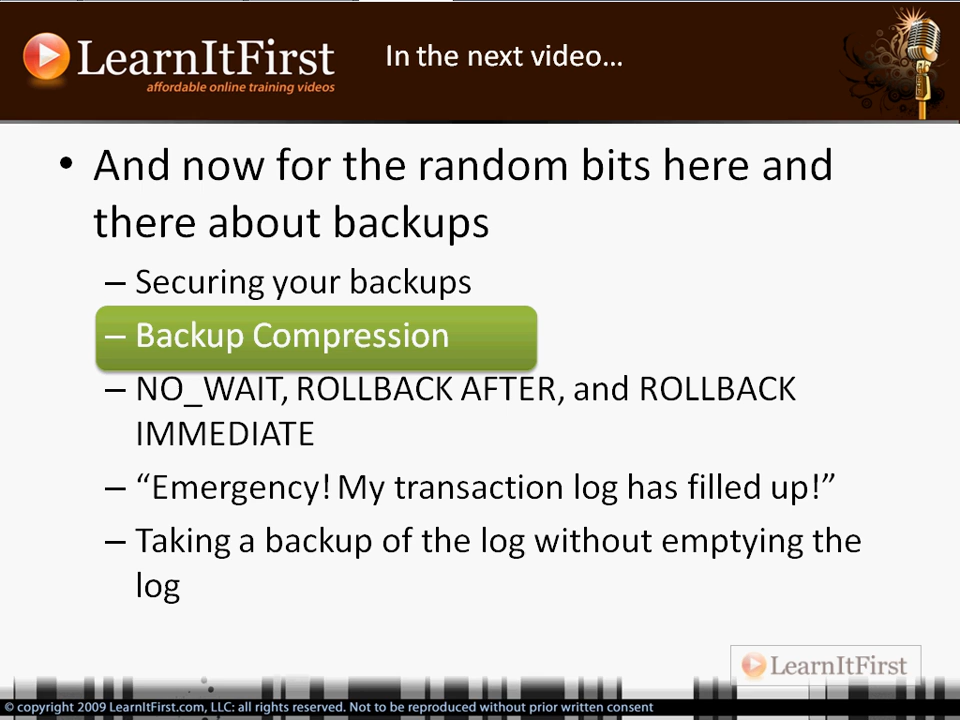 LearnItFirst
affordable online training videos
In the next video...
• And now for the random bits here and
there about backups
– Securing your backups
– Backup Compression
– NO_WAIT, ROLLBACK AFTER, and ROLLBACK
IMMEDIATE
– “Emergency! My transaction log has filled up!”
– Taking a backup of the log without emptying the
log
LearnItFirst
© copyright 2009 LearnItFirst.com, LLC: all rights reserved. Not to be reproduced without prior written consent